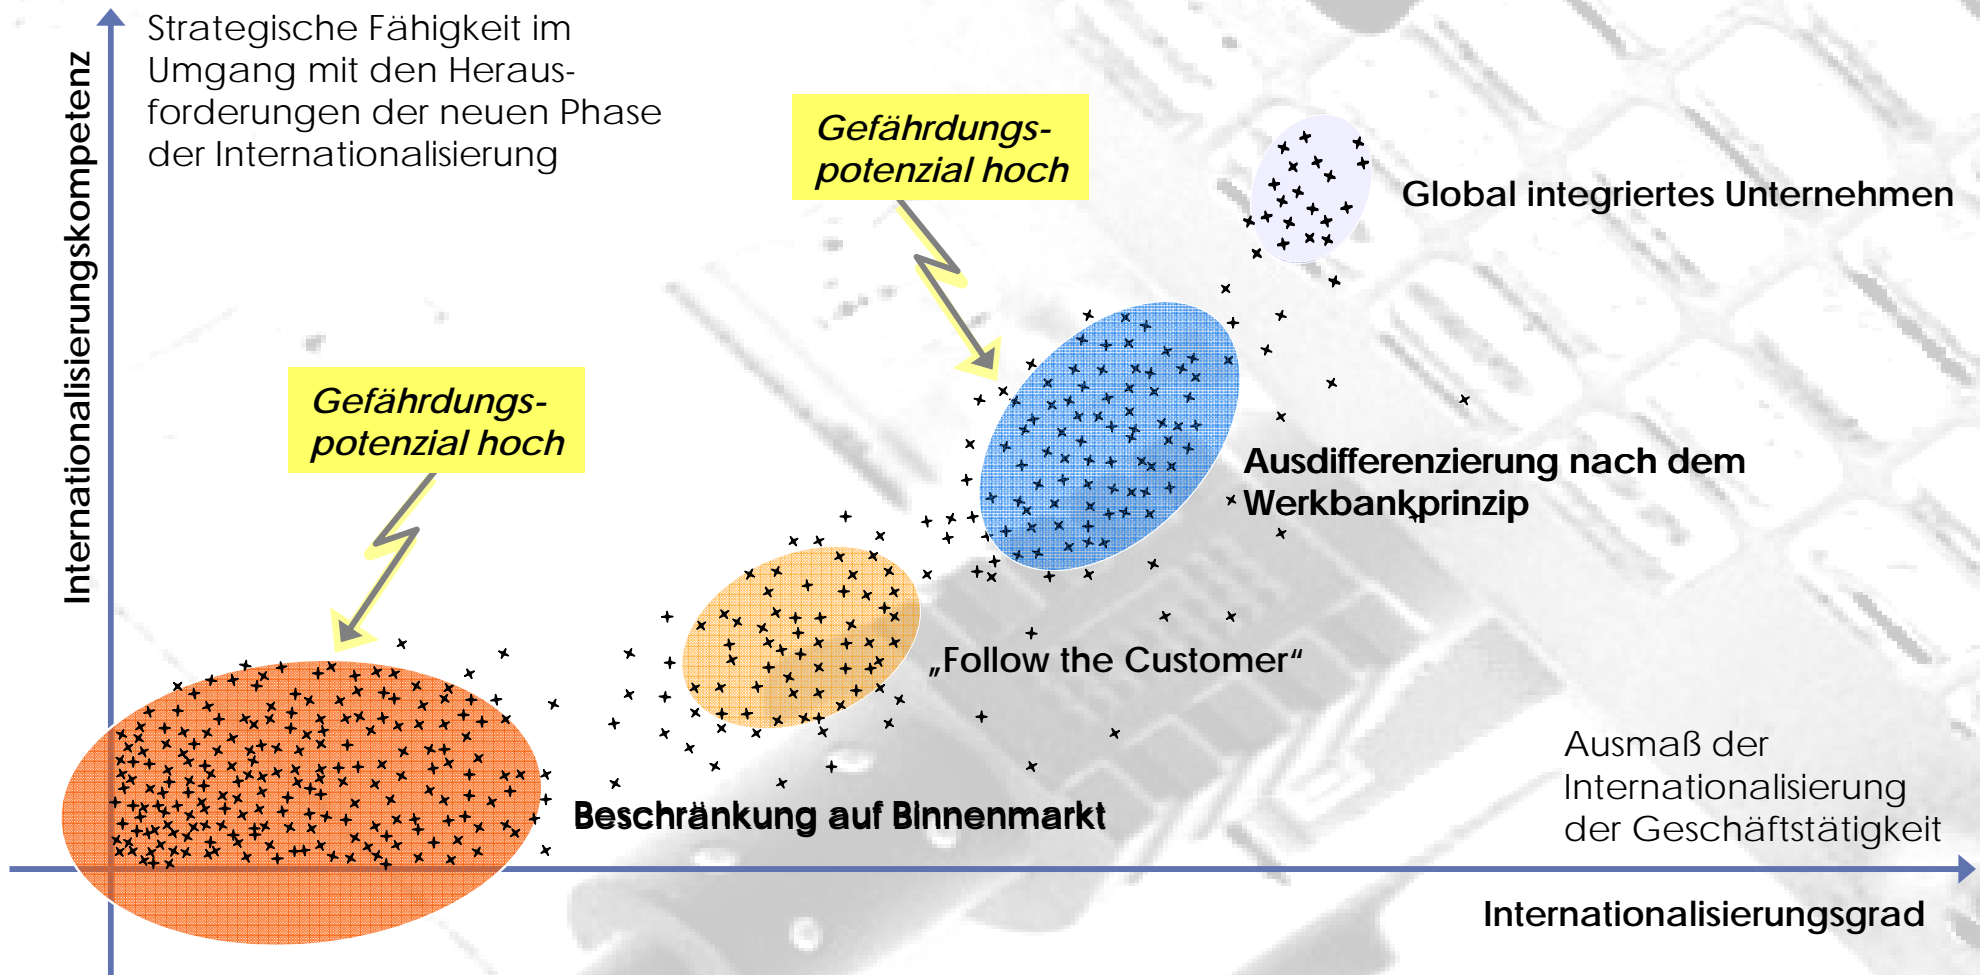 Internationalisierungskompetenz
Strategische Fähigkeit im
Umgang mit den Heraus-
forderungen der neuen Phase
der Internationalisierung
Gefährdungs-
potenzial hoch
Global integriertes Unternehmen
Gefährdungs-
potenzial hoch
Ausdifferenzierung nach dem
Werkbankprinzip
„Follow the Customer“
Beschränkung auf Binnenmarkt
Ausmaß der
Internationalisierung
der Geschäftstätigkeit
Internationalisierungsgrad